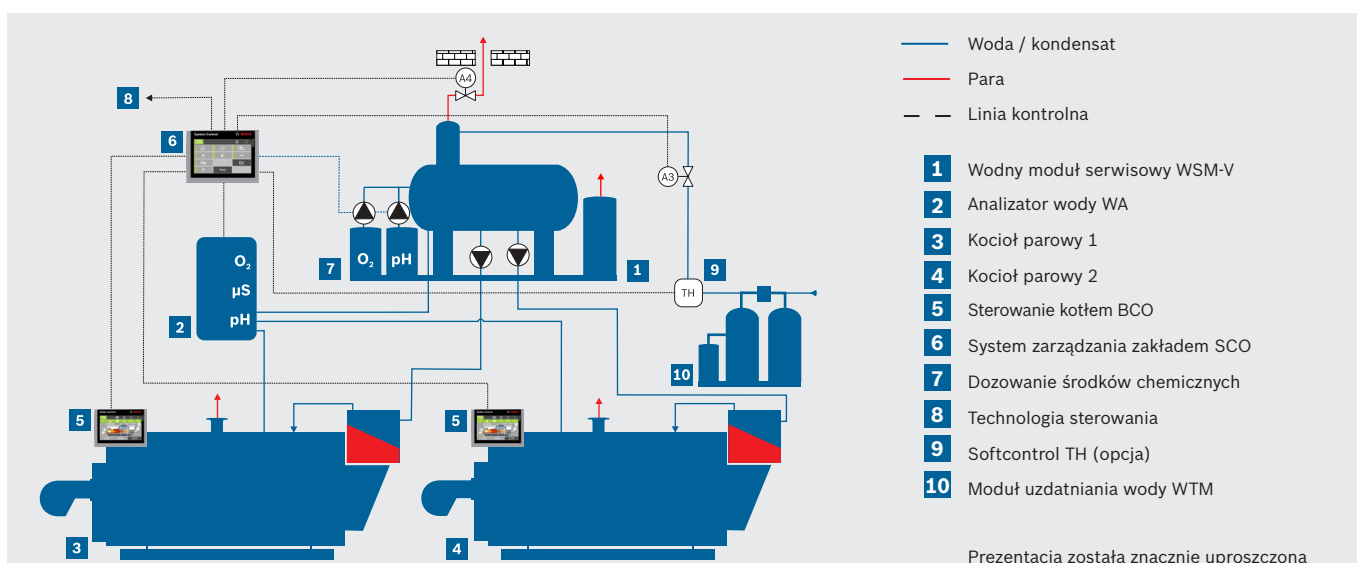 Woda / kondensat
Para
Linia kontrolna
1 Wodny moduł serwisowy WSM-V
2 Analizator wody WA
3 Kocioł parowy 1
4 Kocioł parowy 2
5 Sterowanie kotłem BCO
6 System zarządzania zakładem SCO
7 Dozowanie środków chemicznych
8 Technologia sterowania
9 Softcontrol TH (opcja)
10 Moduł uzdatniania wody WTM
Prezentacja została znacznie uproszczona
A4
8
6
System Control
A3
7
O₂
pH
1
9
TH
O₂
µS
pH
2
10
5
5
3
4